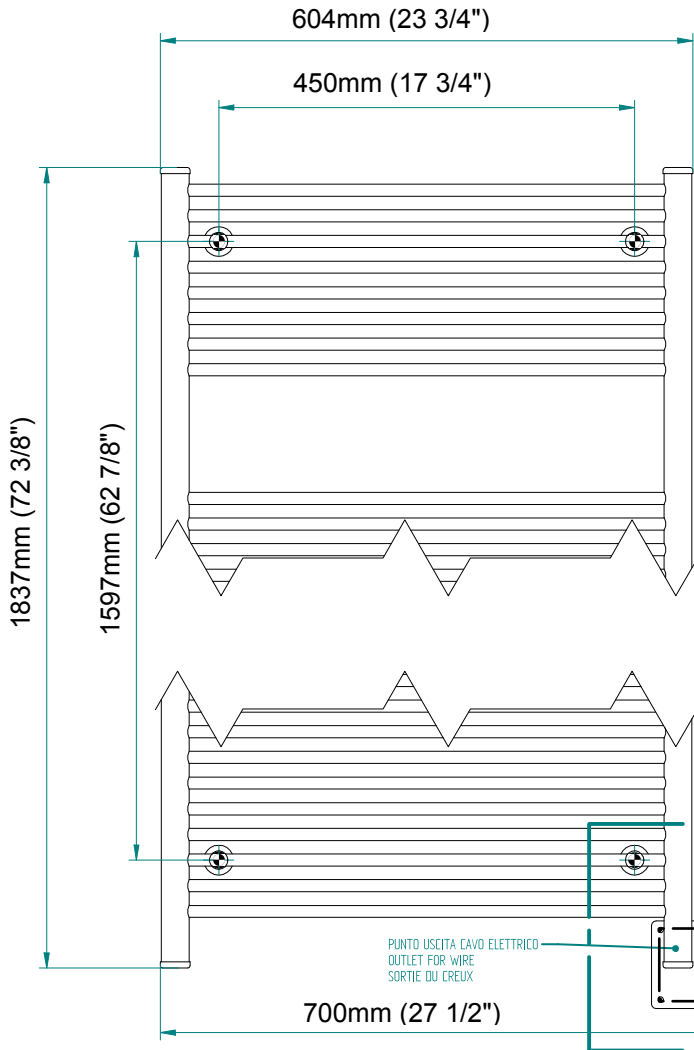 604mm (23 3/4")
450mm (17 3/4")
1837mm (72 3/8")
1597mm (62 7/8")
PUNTO USCITA CAVO ELETTRICO
OUTLET FOR WIRE
SORTIE DU CREUX
700mm (27 1/2")